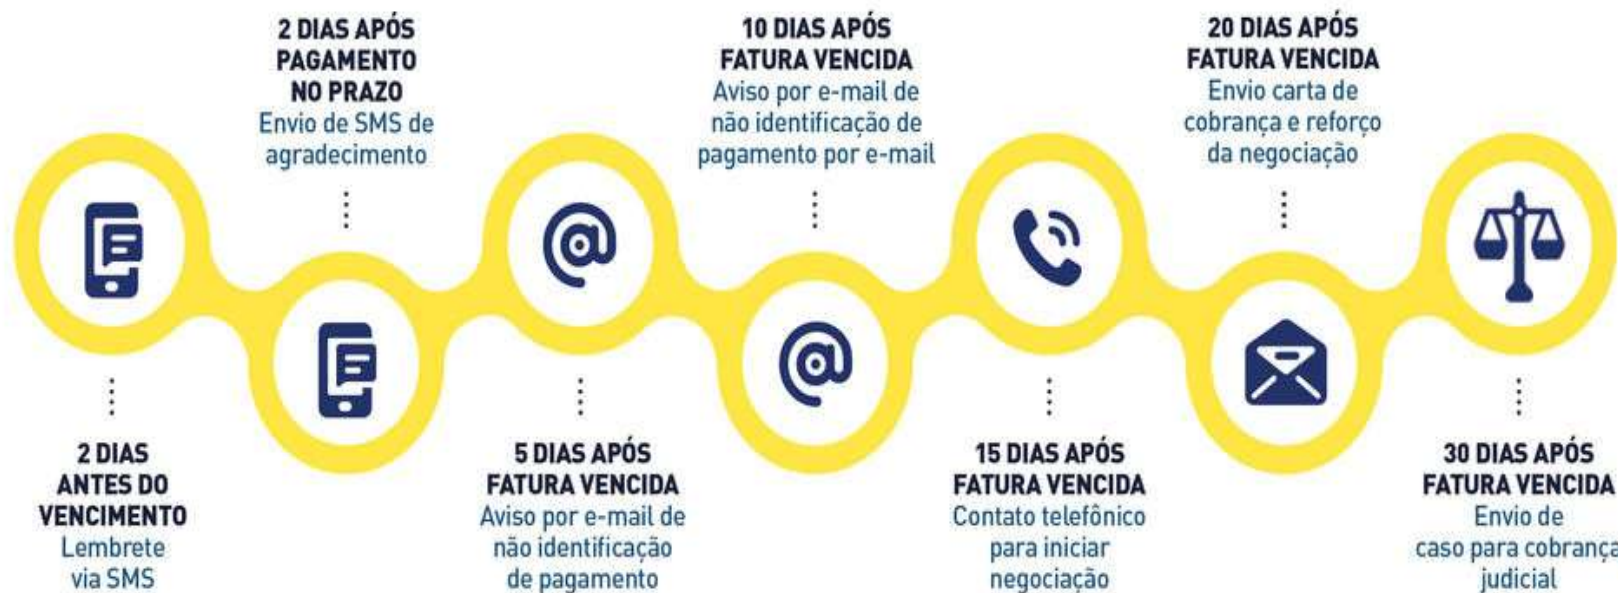 2 DIAS
ANTES DO
VENCIMENTO
Lembrete
via SMS
2 DIAS APÓS
PAGAMENTO
NO PRAZO
Envio de SMS de
agradecimento
5 DIAS APÓS
FATURA VENCIDA
Aviso por e-mail de
não identificação
de pagamento
10 DIAS APÓS
FATURA VENCIDA
Aviso por e-mail de
não identificação de
pagamento por e-mail
15 DIAS APÓS
FATURA VENCIDA
Contato telefônico
para iniciar
negociação
20 DIAS APÓS
FATURA VENCIDA
Envio carta de
cobrança e reforço
da negociação
30 DIAS APÓS
FATURA VENCIDA
Envio de
caso para cobrança
judicial